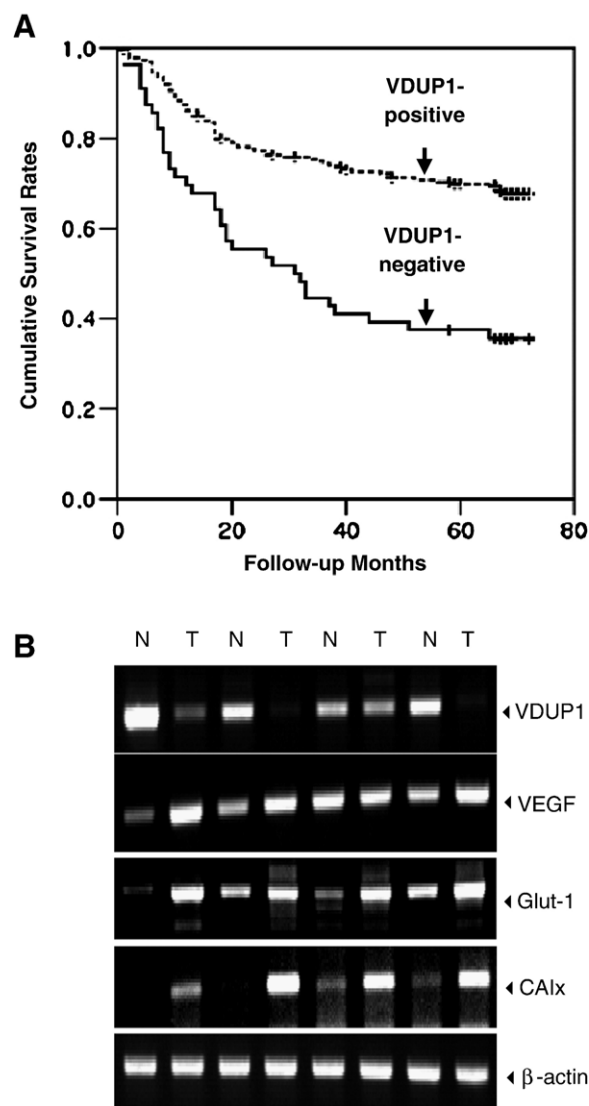 A
1.0
0.8
0.6
0.4
0.2
0.0
Cumulative Survival Rates
VDUP1-
positive
VDUP1-
negative
0 20 40 60 80
Follow-up Months
B
N T N T N T N T
VDUP1
VEGF
Glut-1
CAIx
β-actin